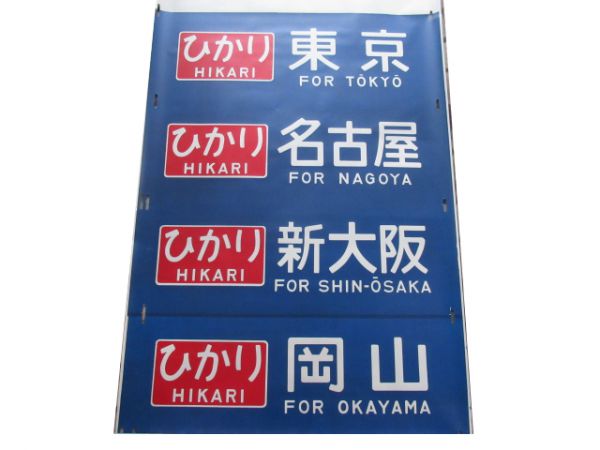 ひかり 東京
HIKARI FOR TŌKYŌ
ひかり 名古屋
HIKARI FOR NAGOYA
ひかり 新大阪
HIKARI FOR SHIN-ŌSAKA
ひかり 岡山
HIKARI FOR OKAYAMA